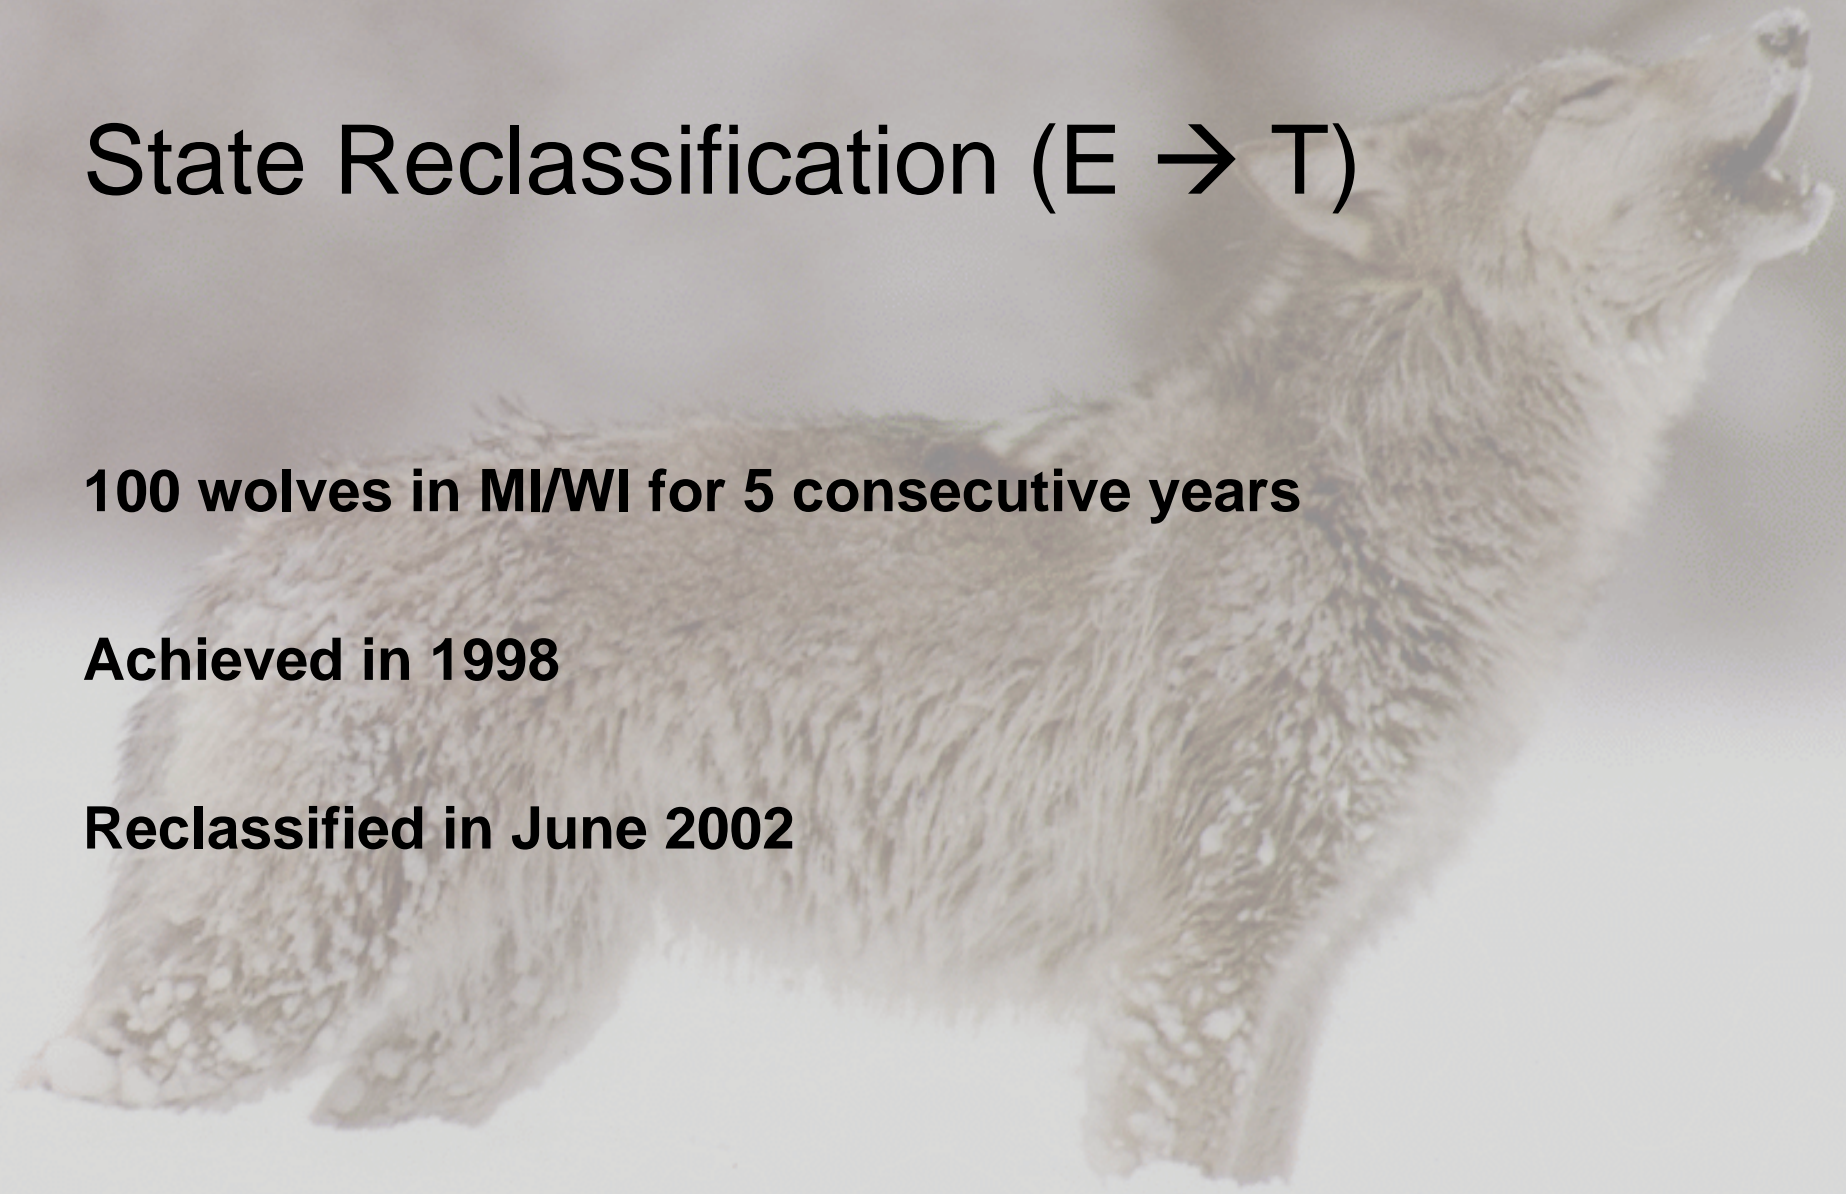 State Reclassification (E → T)
100 wolves in MI/WI for 5 consecutive years
Achieved in 1998
Reclassified in June 2002